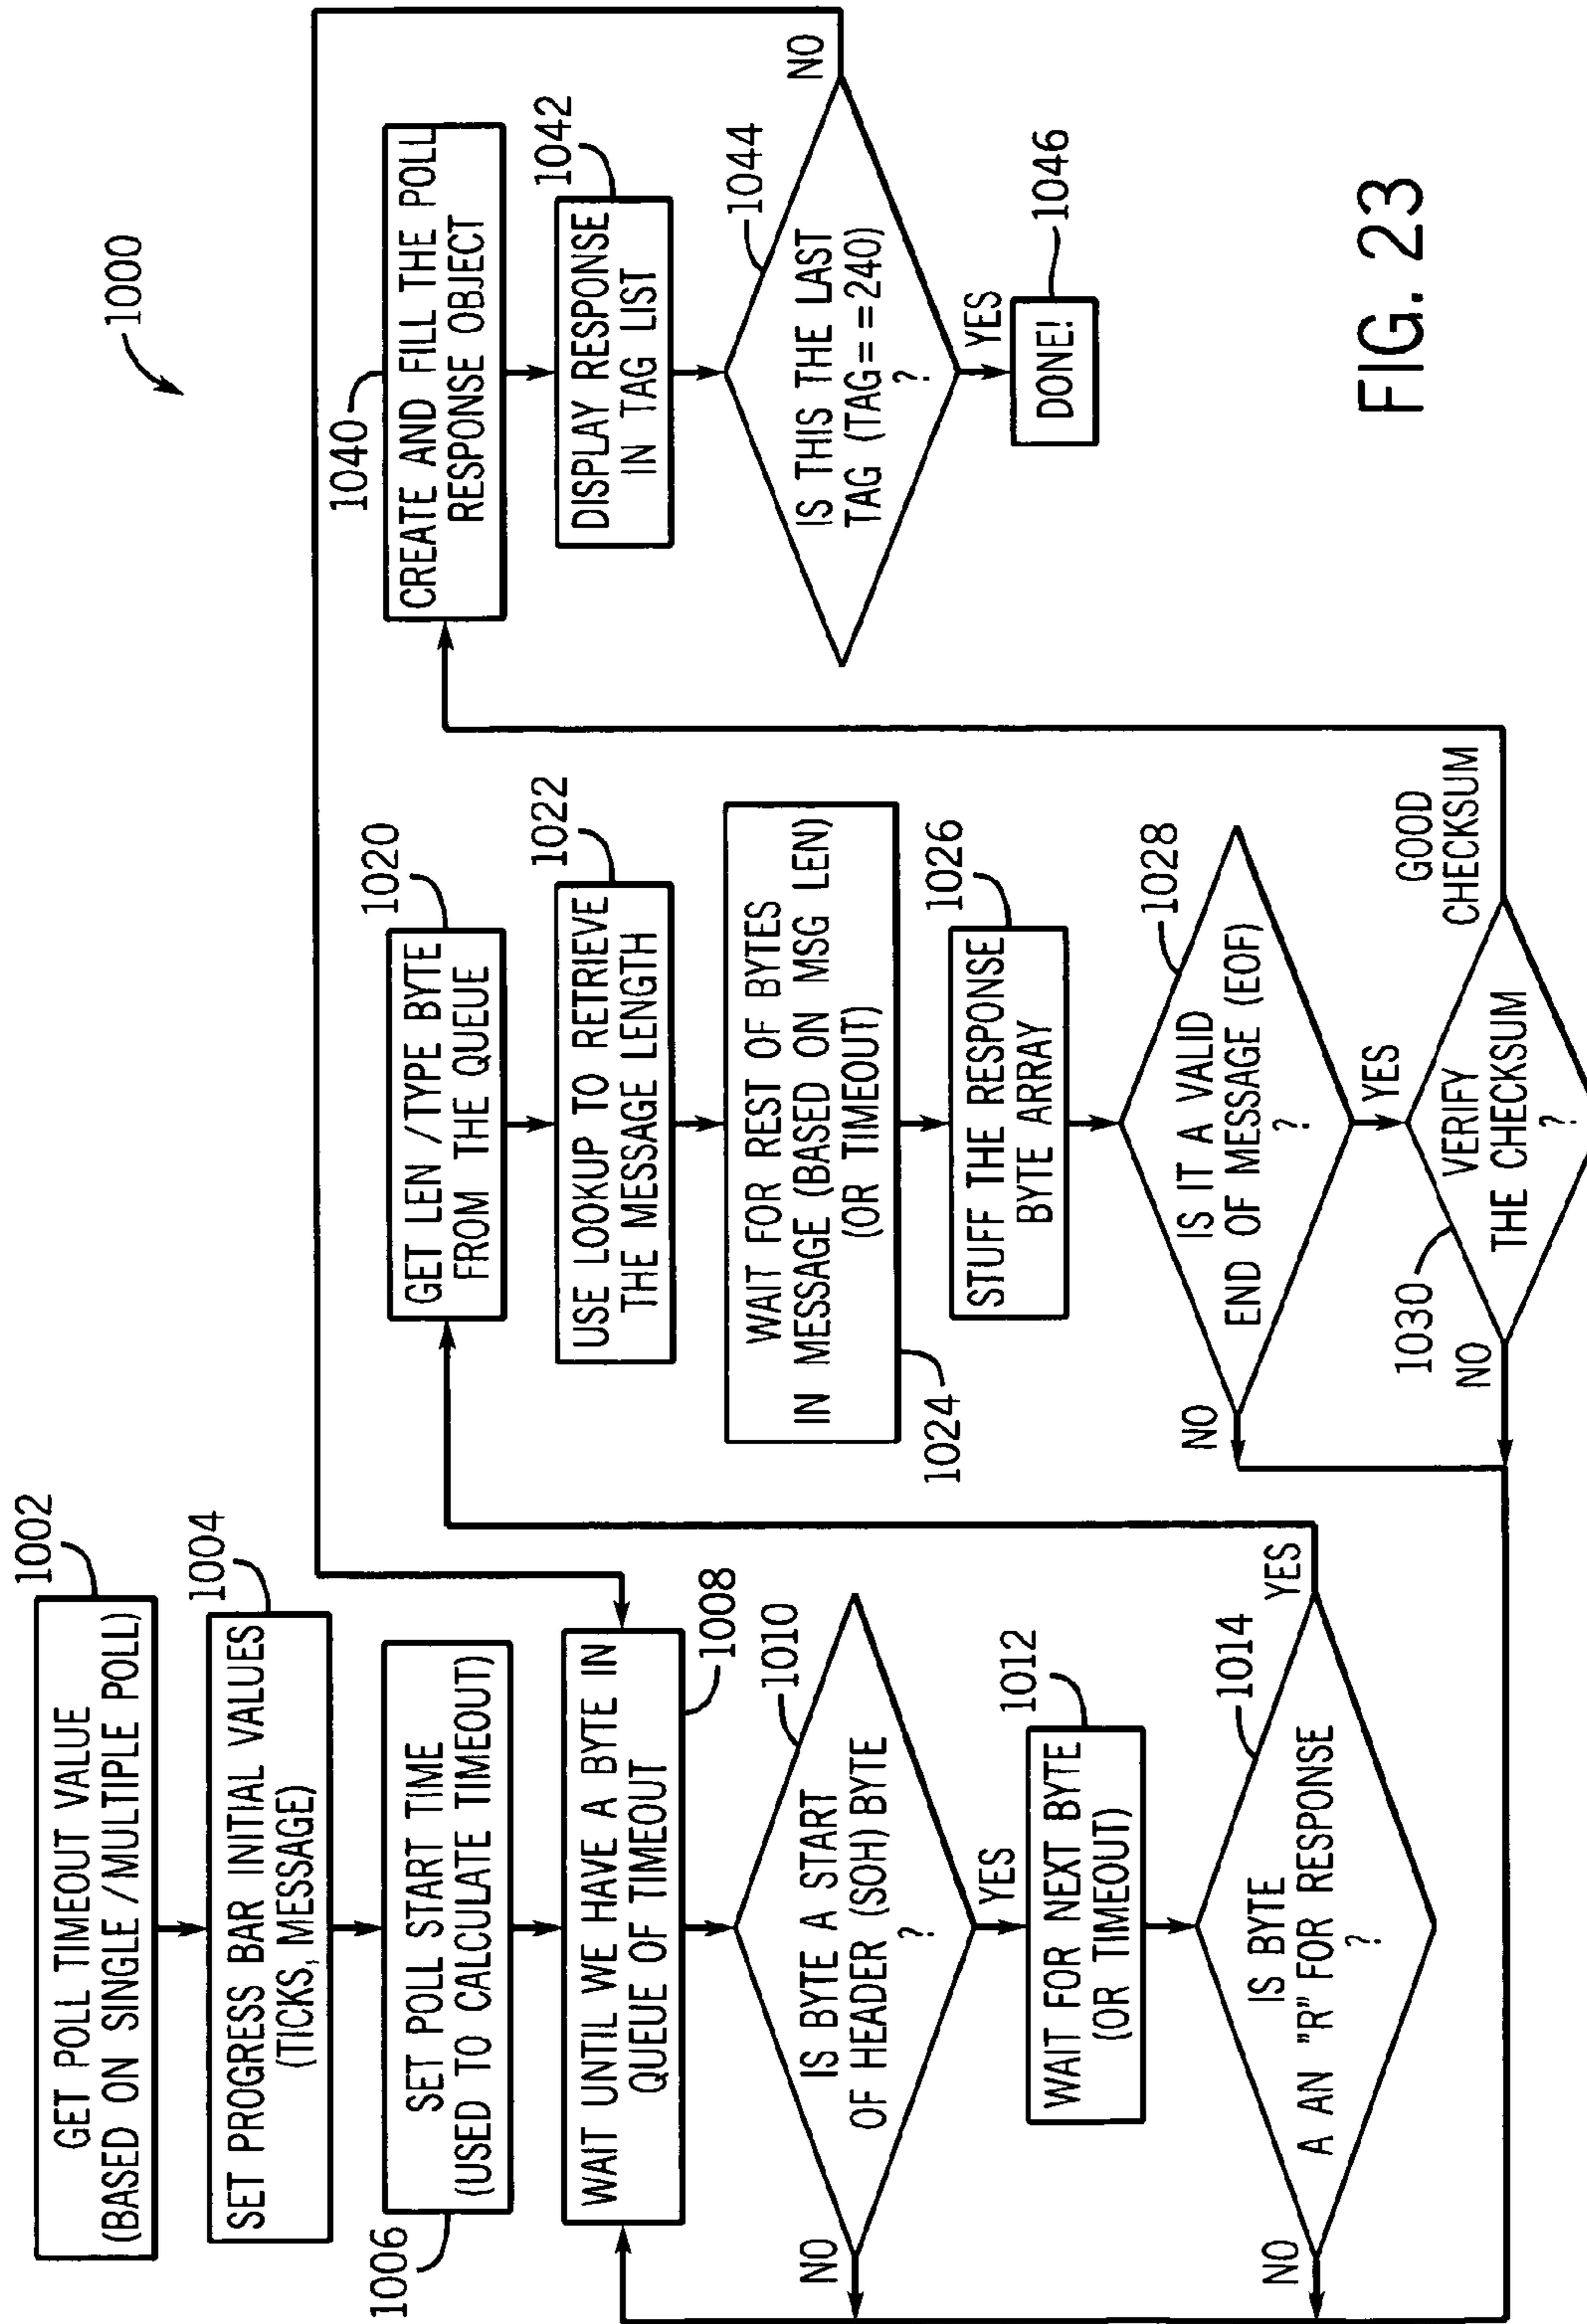 1000
GET POLL TIMEOUT VALUE
(BASED ON SINGLE/MULTIPLE POLL)
1002
SET PROGRESS BAR INITIAL VALUES
(TICKS, MESSAGE)
1004
SET POLL START TIME
(USED TO CALCULATE TIMEOUT)
1006
WAIT UNTIL WE HAVE A BYTE IN
QUEUE OF TIMEOUT
1008
IS BYTE A START
OF HEADER (SOH) BYTE
?
1010
NO
YES
WAIT FOR NEXT BYTE
(OR TIMEOUT)
1012
IS BYTE
A AN "R" FOR RESPONSE
?
1014
NO
YES
GET LEN /TYPE BYTE
FROM THE QUEUE
1020
USE LOOKUP TO RETRIEVE
THE MESSAGE LENGTH
1022
WAIT FOR REST OF BYTES
IN MESSAGE (BASED ON MSG LEN)
(OR TIMEOUT)
1024
STUFF THE RESPONSE
BYTE ARRAY
1026
IS IT A VALID
END OF MESSAGE (EOF)
?
1028
NO
YES
VERIFY
THE CHECKSUM
?
1030
NO
GOOD
CHECKSUM
CREATE AND FILL THE POLL
RESPONSE OBJECT
1040
DISPLAY RESPONSE
IN TAG LIST
1042
IS THIS THE LAST
TAG (TAG==240)
?
1044
NO
YES
DONE!
1046
FIG. 23